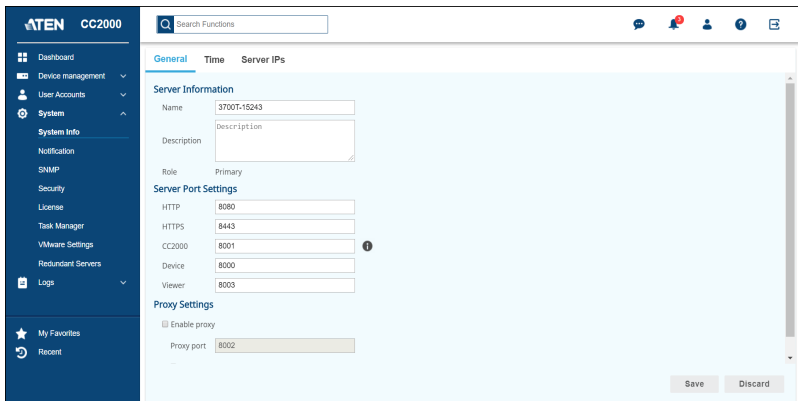 ATEN CC2000
Search Functions
3
?
Dashboard
Device management
User Accounts
System
System Info
Notification
SNMP
Security
License
Task Manager
VMware Settings
Redundant Servers
Logs
My Favorites
Recent
General Time Server IPs
Server Information
Name 3700T-15243
Description Description
Role Primary
Server Port Settings
HTTP 8080
HTTPS 8443
CC2000 8001
Device 8000
Viewer 8003
Proxy Settings
Enable proxy
Proxy port 8002
Save Discard